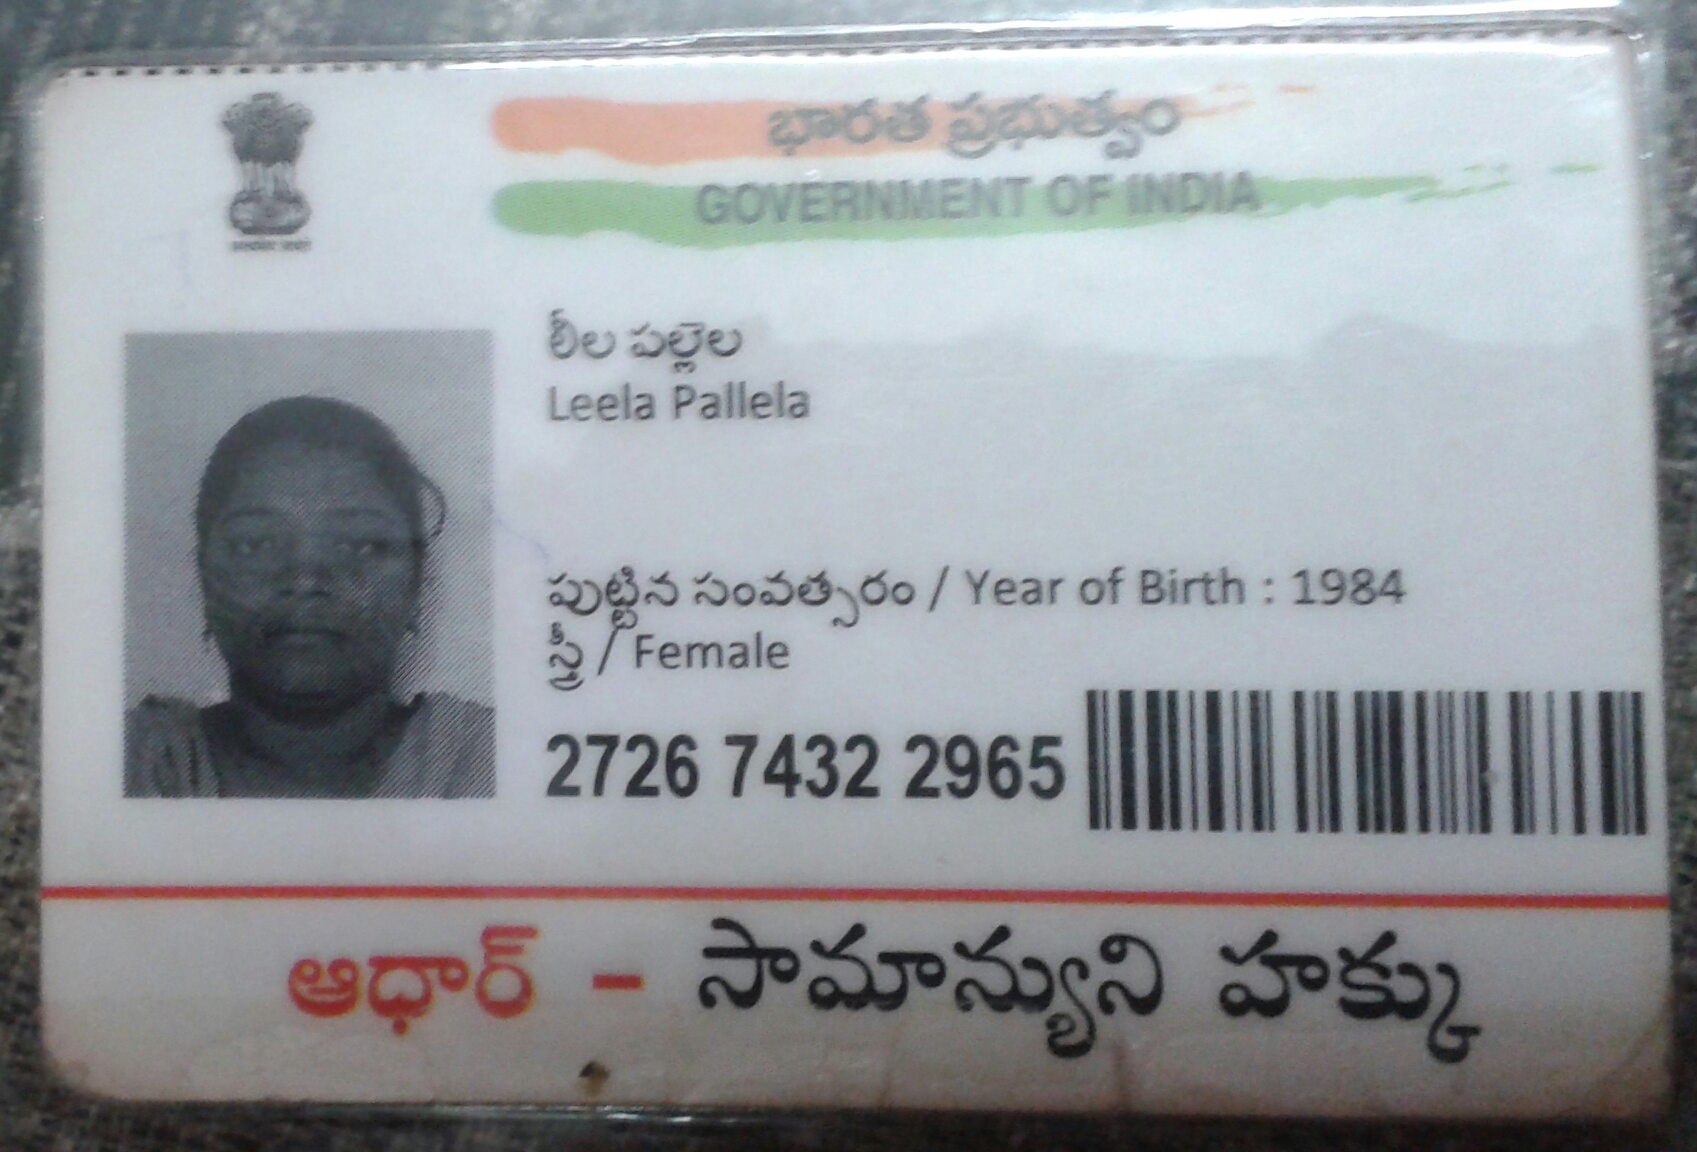 భారత ప్రభుత్వం
GOVERNMENT OF INDIA
లీల పల్లెల
Leela Pallela
పుట్టిన సంవత్సరం / Year of Birth : 1984
స్త్రీ / Female
2726 7432 2965
ఆధార్ – సామాన్యుని హక్కు